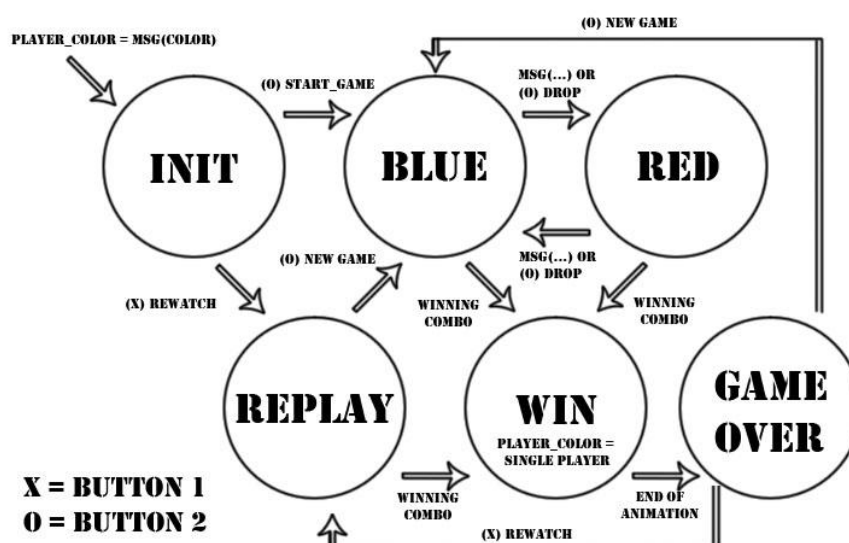 (O) NEW GAME
PLAYER_COLOR = MSG(COLOR)
(O) START_GAME
MSG(...) OR
(O) DROP
INIT
BLUE
RED
(O) NEW GAME
MSG(...) OR
(O) DROP
(X) REWATCH
WINNING
COMBO
WINNING
COMBO
REPLAY
WIN
PLAYER_COLOR =
SINGLE PLAYER
GAME
OVER
X = BUTTON 1
O = BUTTON 2
WINNING
COMBO
END OF
ANIMATION
(X) REWATCH